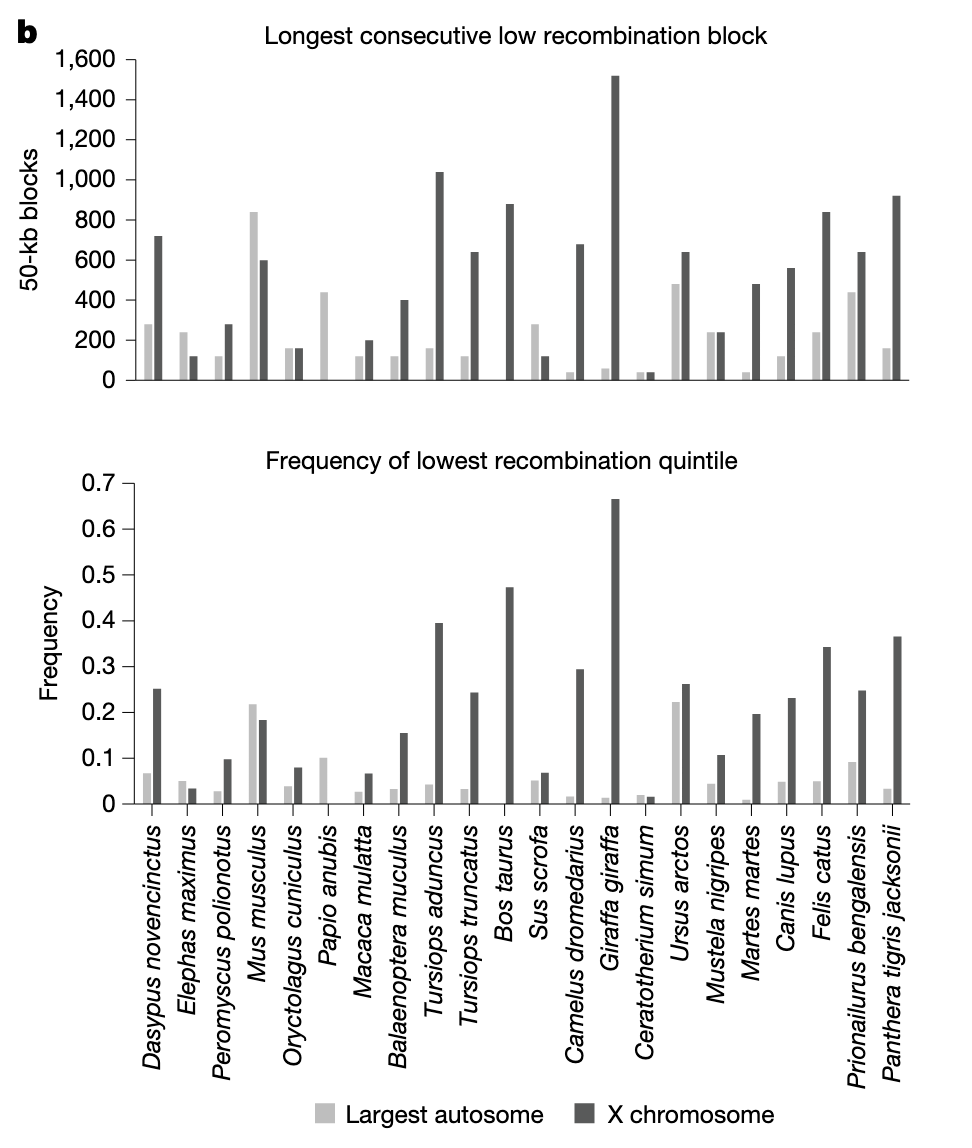 b
Longest consecutive low recombination block
50-kb blocks
1,600
1,400
1,200
1,000
800
600
400
200
0
Frequency of lowest recombination quintile
Frequency
0.7
0.6
0.5
0.4
0.3
0.2
0.1
0
Dasypus novencinctus
Elephas maximus
Peromyscus polionotus
Mus musculus
Oryctolagus cuniculus
Papio anubis
Macaca mulatta
Balaenoptera muculus
Tursiops aduncus
Tursiops truncatus
Bos taurus
Sus scrofa
Camelus dromedarius
Giraffa giraffa
Ceratotherium simum
Ursus arctos
Mustela nigripes
Martes martes
Canis lupus
Felis catus
Prionailurus bengalensis
Panthera tigris jacksonii
Largest autosome
X chromosome